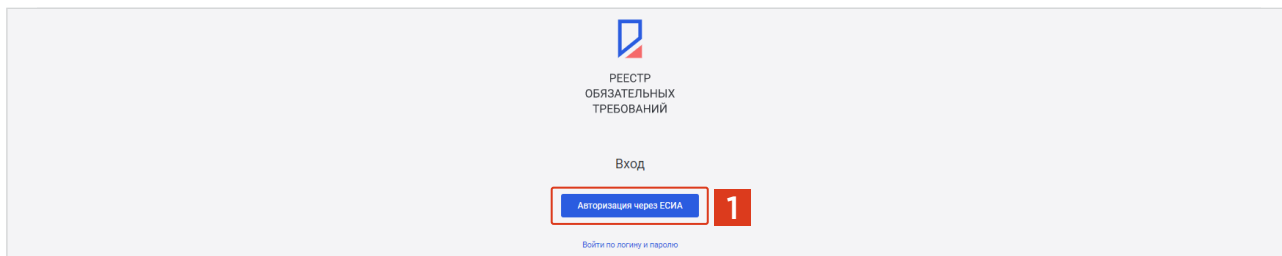 РЕЕСТР
ОБЯЗАТЕЛЬНЫХ
ТРЕБОВАНИЙ
Вход
Авторизация через ЕСИА
1
Войти по логину и паролю